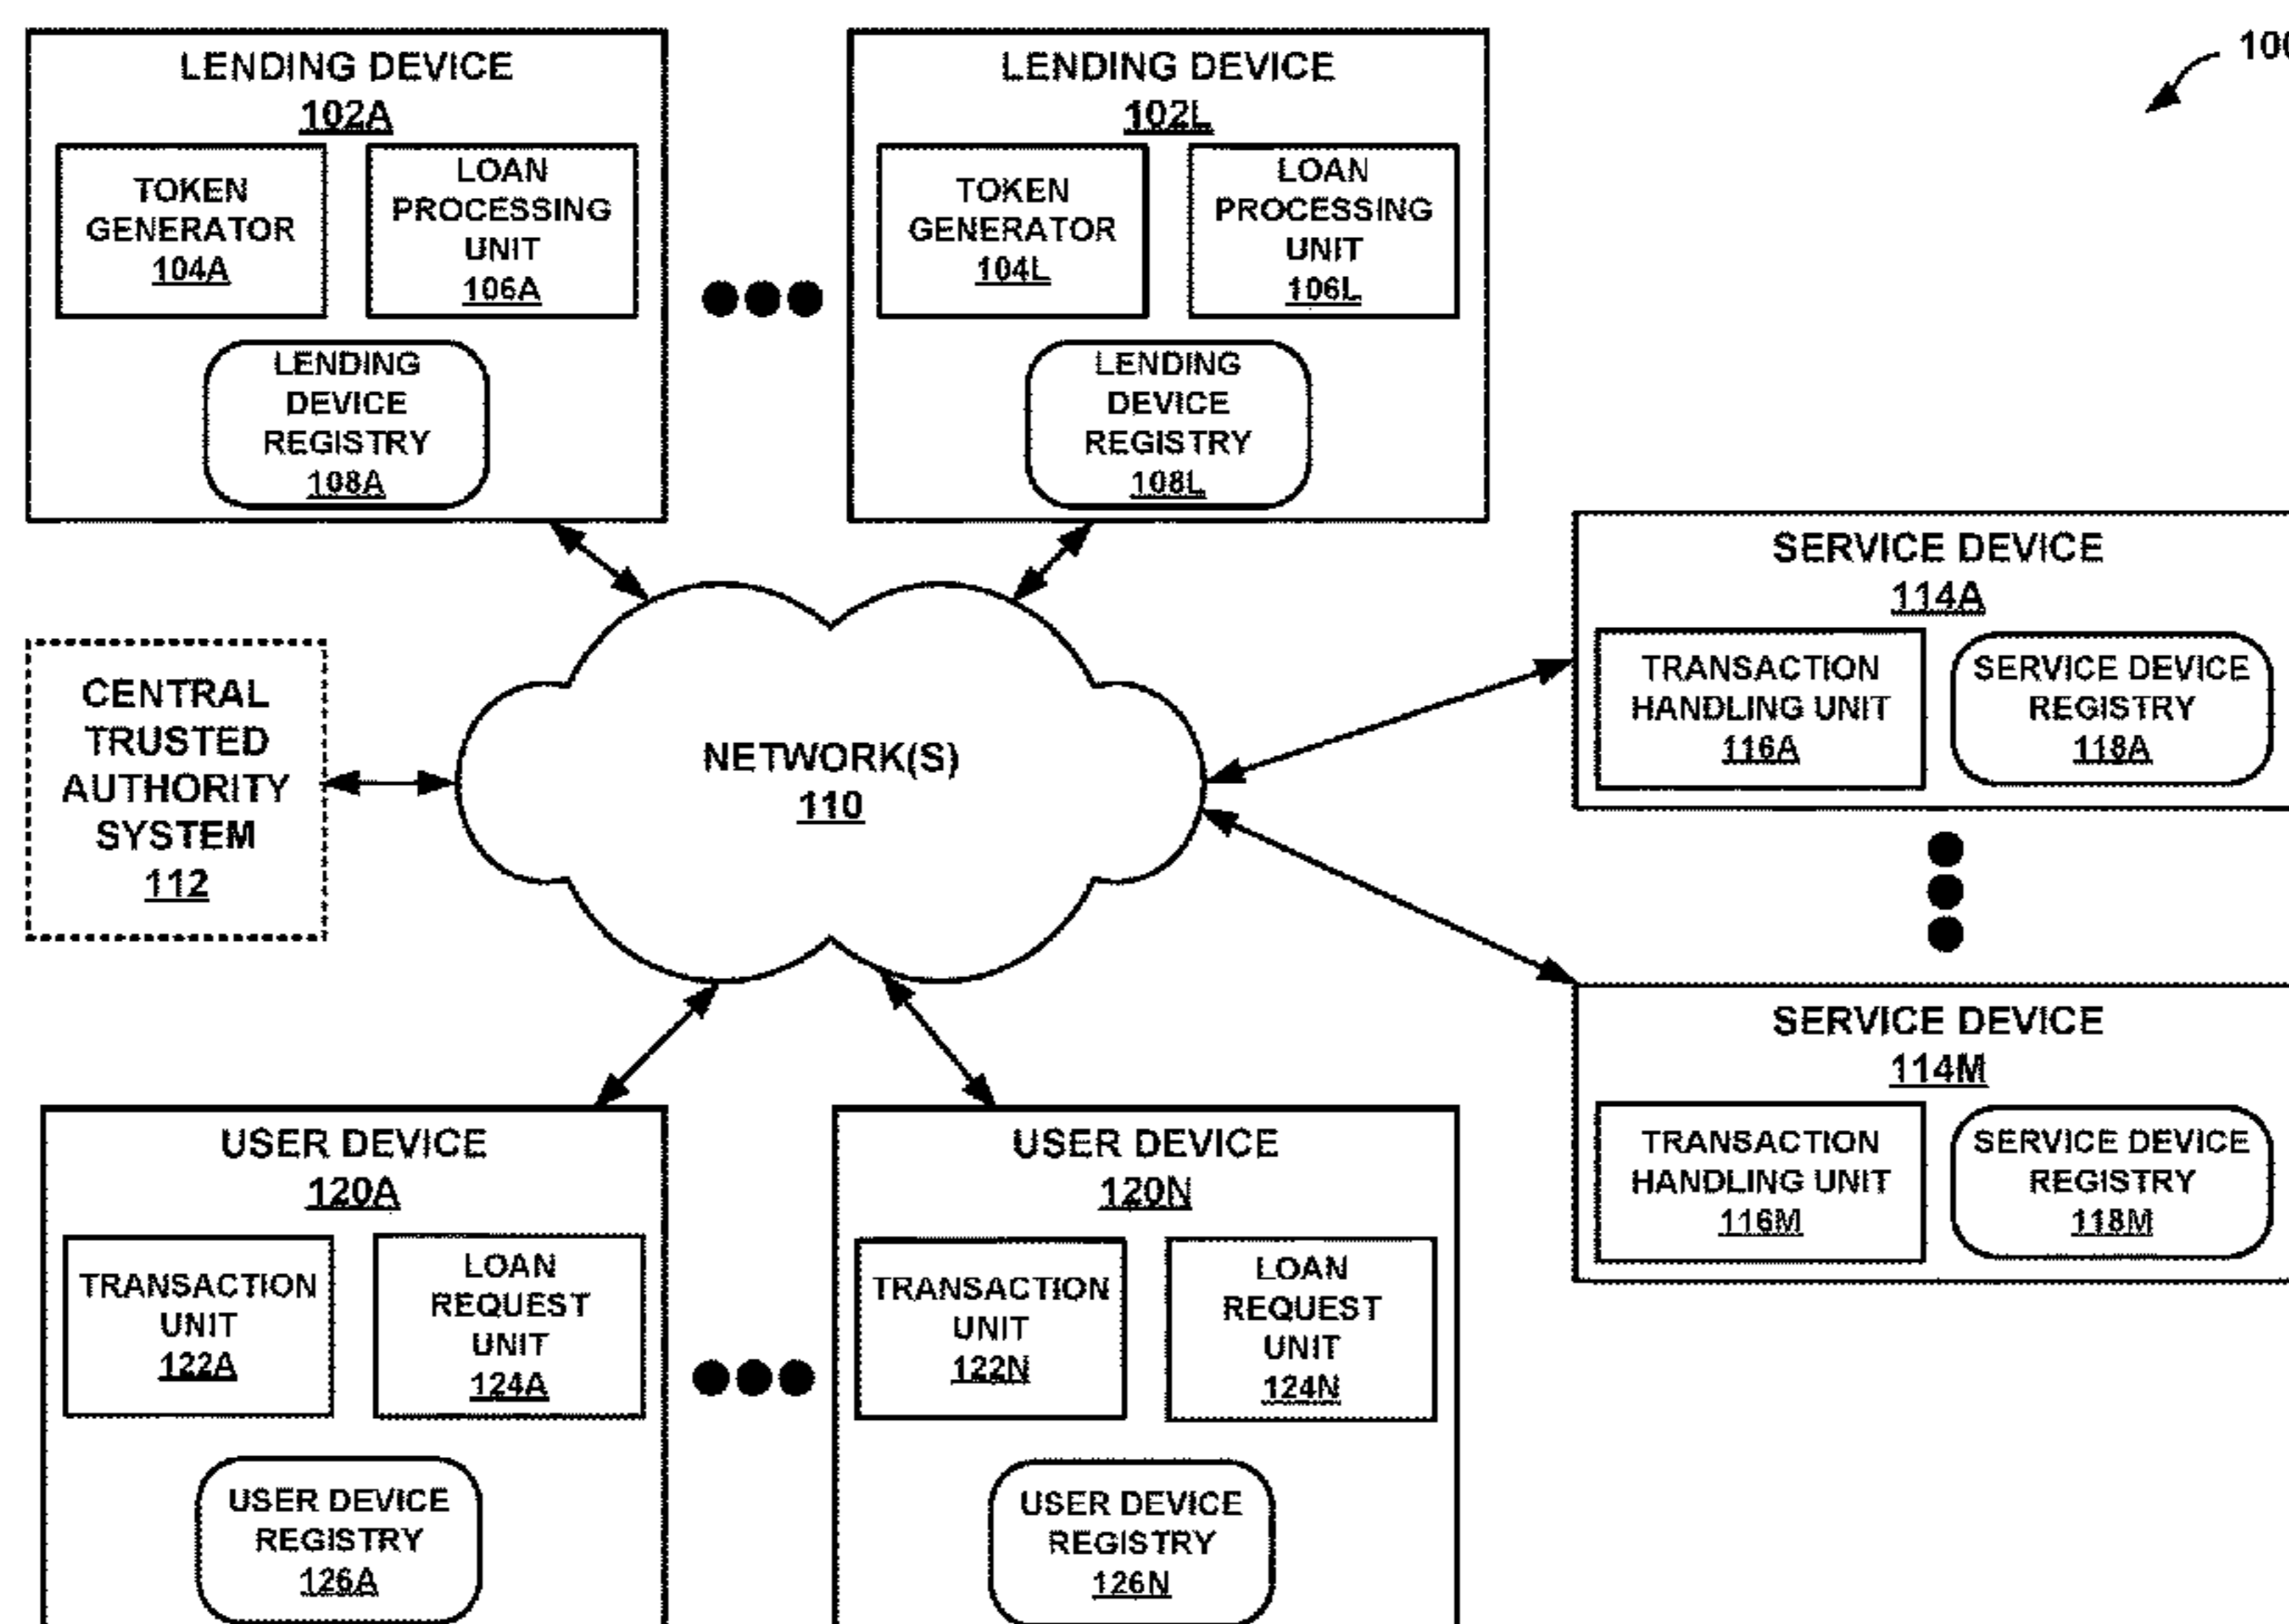 100
LENDING DEVICE
102A
TOKEN
GENERATOR
104A
LOAN
PROCESSING
UNIT
106A
LENDING
DEVICE
REGISTRY
108A
LENDING DEVICE
102L
TOKEN
GENERATOR
104L
LOAN
PROCESSING
UNIT
106L
LENDING
DEVICE
REGISTRY
108L
CENTRAL
TRUSTED
AUTHORITY
SYSTEM
112
NETWORK(S)
110
SERVICE DEVICE
114A
TRANSACTION
HANDLING UNIT
116A
SERVICE DEVICE
REGISTRY
118A
SERVICE DEVICE
114M
TRANSACTION
HANDLING UNIT
116M
SERVICE DEVICE
REGISTRY
118M
USER DEVICE
120A
TRANSACTION
UNIT
122A
LOAN
REQUEST
UNIT
124A
USER DEVICE
REGISTRY
126A
USER DEVICE
120N
TRANSACTION
UNIT
122N
LOAN
REQUEST
UNIT
124N
USER DEVICE
REGISTRY
126N